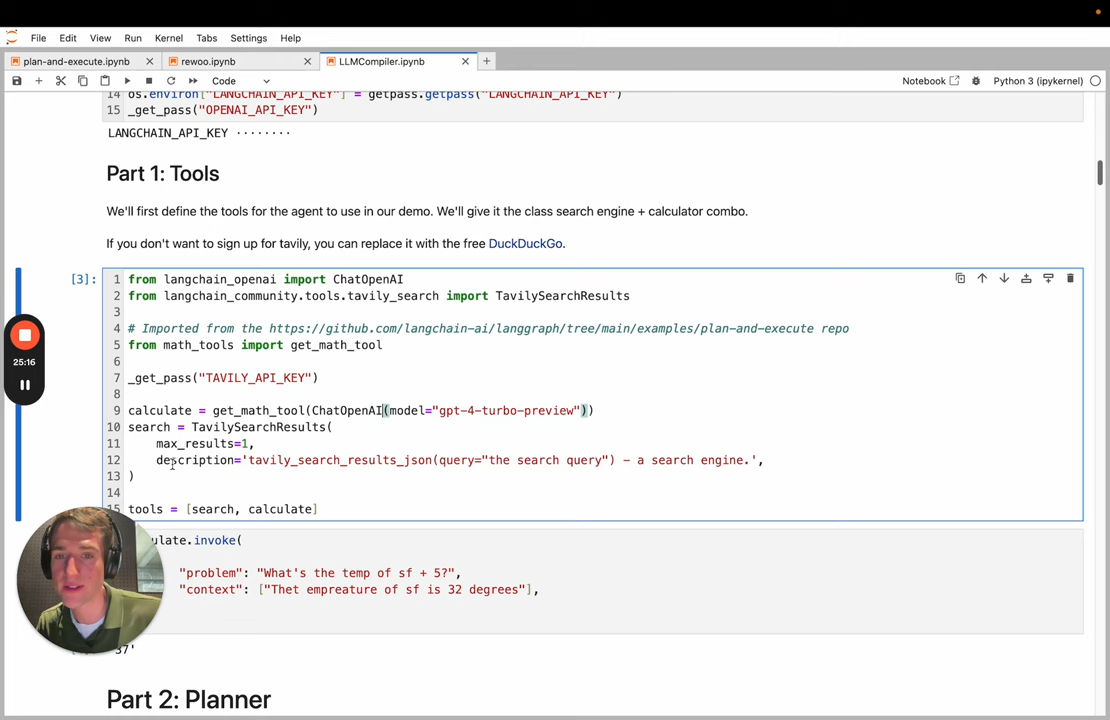 File Edit View Run Kernel Tabs Settings Help
plan-and-execute.ipynb rewoo.ipynb LLMCompiler.ipynb
Code Notebook Python 3 (ipykernel)
14 os.environ["LANGCHAIN_API_KEY"] = getpass.getpass("LANGCHAIN_API_KEY")
15 _get_pass("OPENAI_API_KEY")
LANGCHAIN_API_KEY ········
Part 1: Tools
We'll first define the tools for the agent to use in our demo. We'll give it the class search engine + calculator combo.
If you don't want to sign up for tavily, you can replace it with the free DuckDuckGo.
[3]:
1 from langchain_openai import ChatOpenAI
2 from langchain_community.tools.tavily_search import TavilySearchResults
3
4 # Imported from the https://github.com/langchain-ai/langgraph/tree/main/examples/plan-and-execute repo
5 from math_tools import get_math_tool
6
7 _get_pass("TAVILY_API_KEY")
8
9 calculate = get_math_tool(ChatOpenAI(model="gpt-4-turbo-preview"))
10 search = TavilySearchResults(
11 max_results=1,
12 description='tavily_search_results_json(query="the search query") - a search engine.',
13 )
14
15 tools = [search, calculate]
25:16
ulate.invoke(
"problem": "What's the temp of sf + 5?",
"context": ["Thet empreature of sf is 32 degrees"],
37'
Part 2: Planner